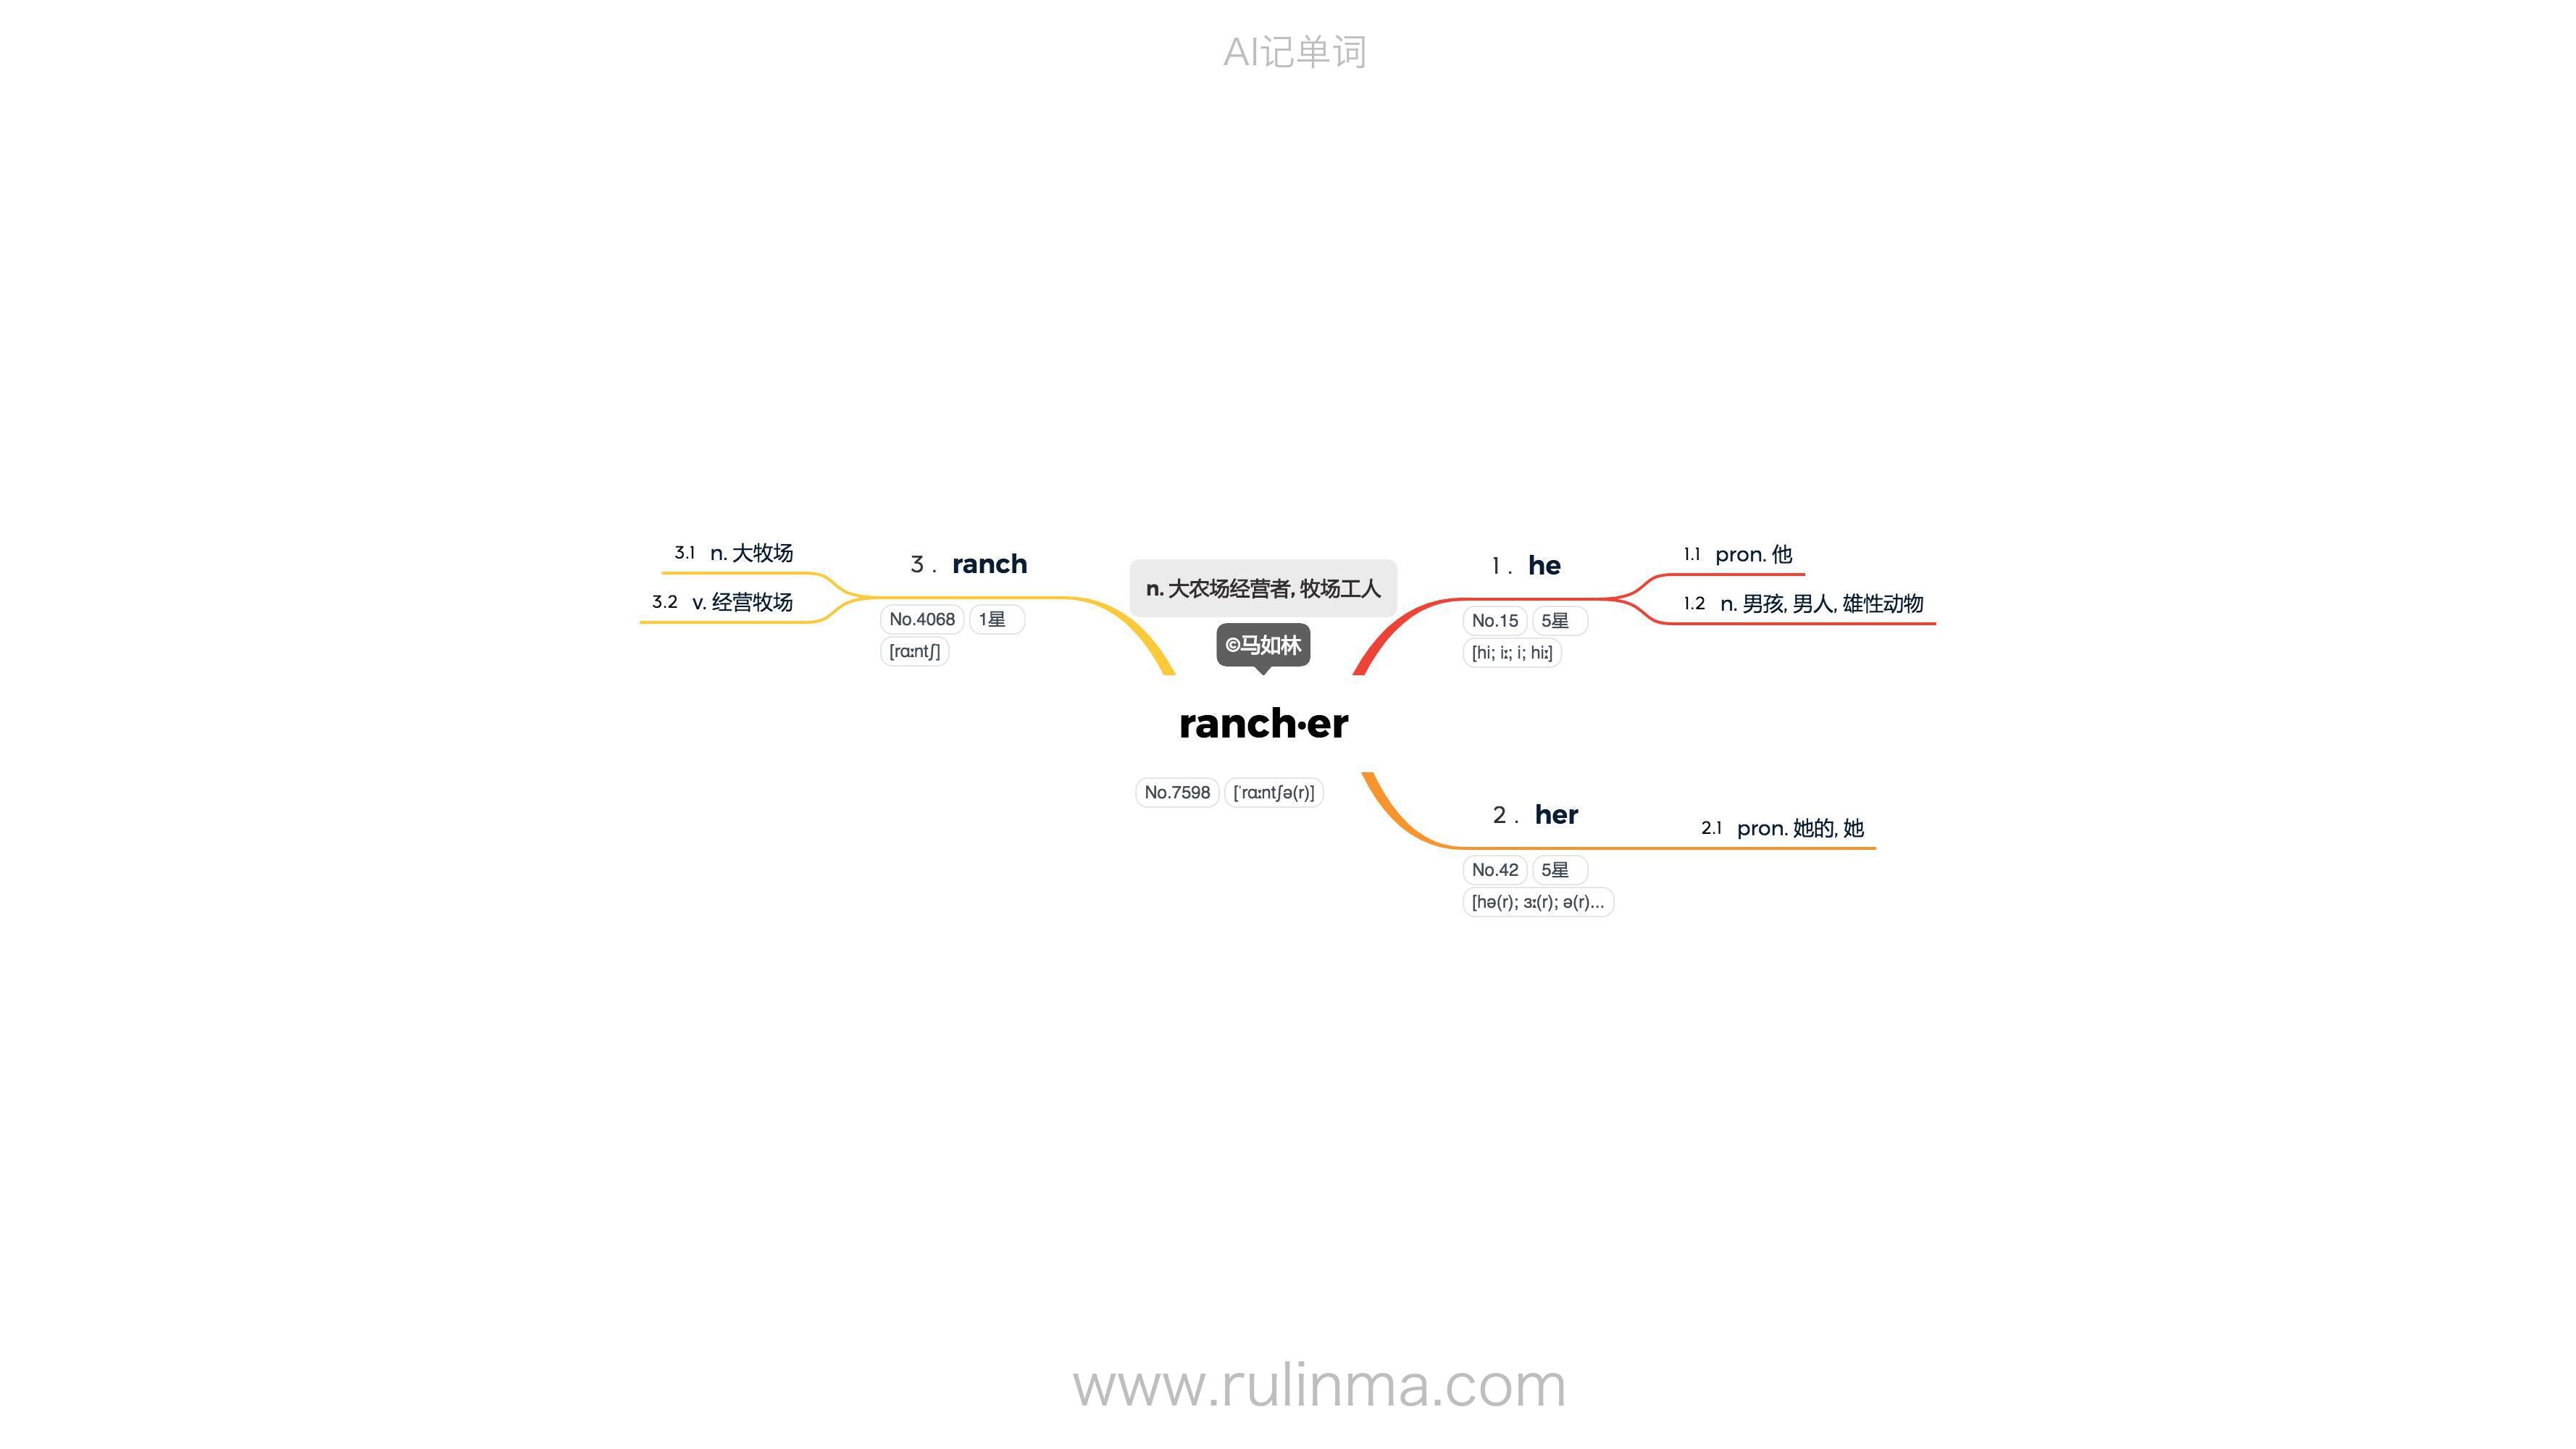 AI记单词
3.1 n. 大牧场
3.2 v. 经营牧场
3 . ranch
No.4068 1星
[rɑːntʃ]
n. 大农场经营者, 牧场工人
©马如林
ranch·er
No.7598 [ˈrɑːntʃə(r)]
1 . he
No.15 5星
[hi; iː; i; hiː]
1.1 pron. 他
1.2 n. 男孩, 男人, 雄性动物
2 . her
No.42 5星
[hə(r); ɜː(r); ə(r)...
2.1 pron. 她的, 她
www.rulinma.com